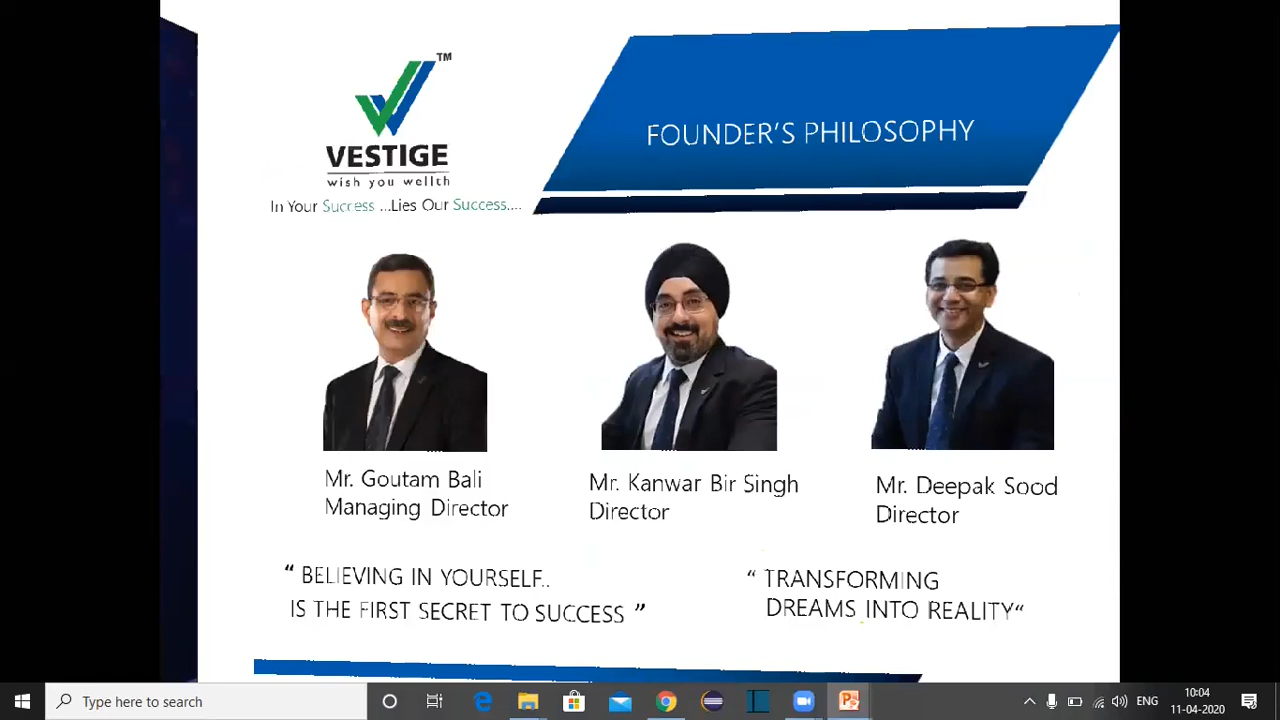 TM
VESTIGE
wish you wellth
In Your Success ...Lies Our Success....
FOUNDER'S PHILOSOPHY
Mr. Goutam Bali
Managing Director
Mr. Kanwar Bir Singh
Director
Mr. Deepak Sood
Director
“ BELIEVING IN YOURSELF..
IS THE FIRST SECRET TO SUCCESS ”
“ TRANSFORMING
DREAMS INTO REALITY“
Type here to search
ENG
10:04
11-04-2020